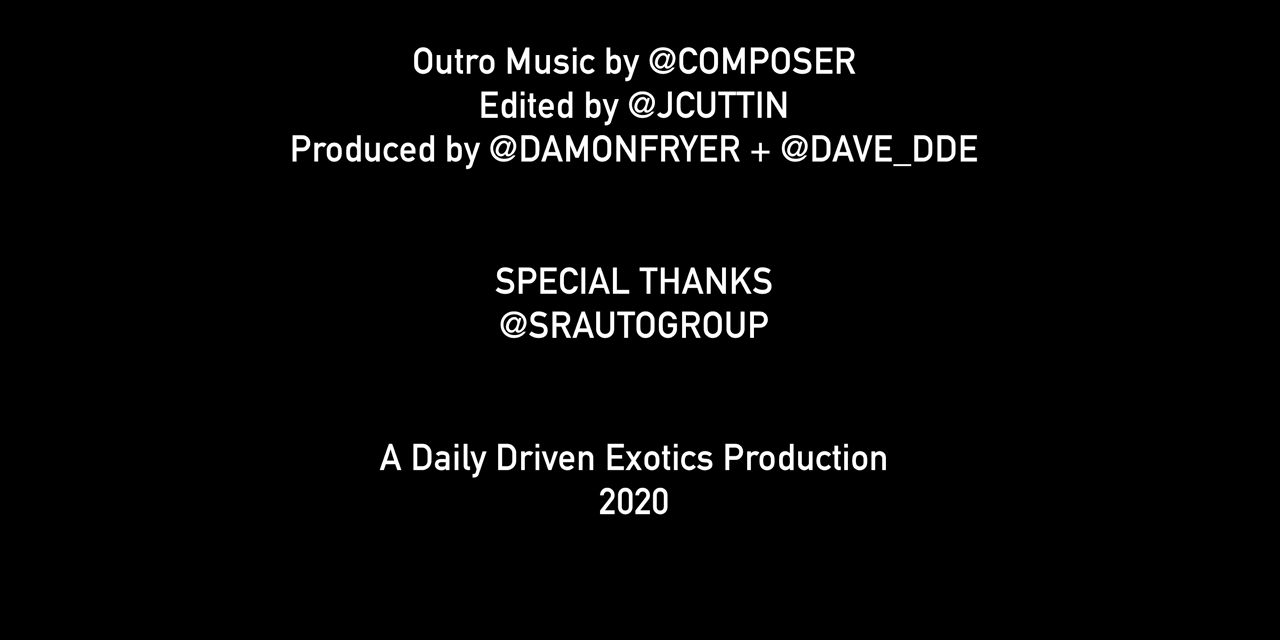 Outro Music by @COMPOSER
Edited by @JCUTTIN
Produced by @DAMONFRYER + @DAVE_DDE
SPECIAL THANKS
@SRAUTOGROUP
A Daily Driven Exotics Production
2020